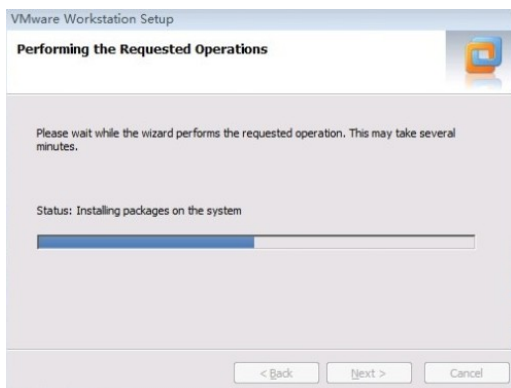 VMware Workstation Setup
Performing the Requested Operations
Please wait while the wizard performs the requested operation. This may take several
minutes.
Status: Installing packages on the system
< Back Next > Cancel